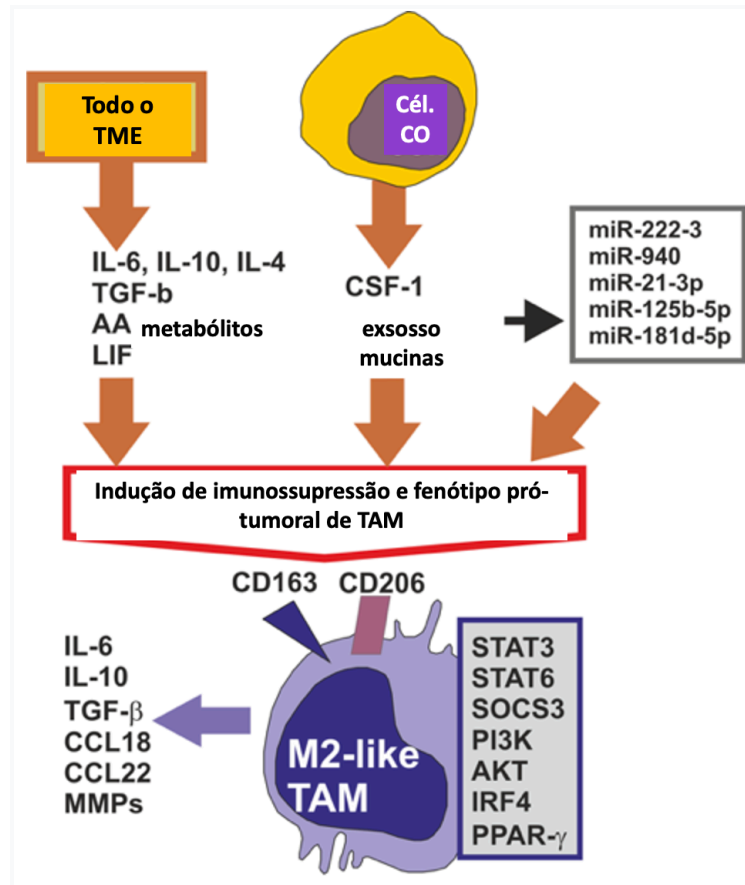 Todo o
TME
Cél.
CO
IL-6, IL-10, IL-4
TGF-b
AA metabólitos
LIF
CSF-1
exsosso
mucinas
miR-222-3
miR-940
miR-21-3p
miR-125b-5p
miR-181d-5p
Indução de imunossupressão e fenótipo pró-
tumoral de TAM
CD163 CD206
IL-6
IL-10
TGF-β
CCL18
CCL22
MMPs
M2-like
TAM
STAT3
STAT6
SOCS3
PI3K
AKT
IRF4
PPAR-γ